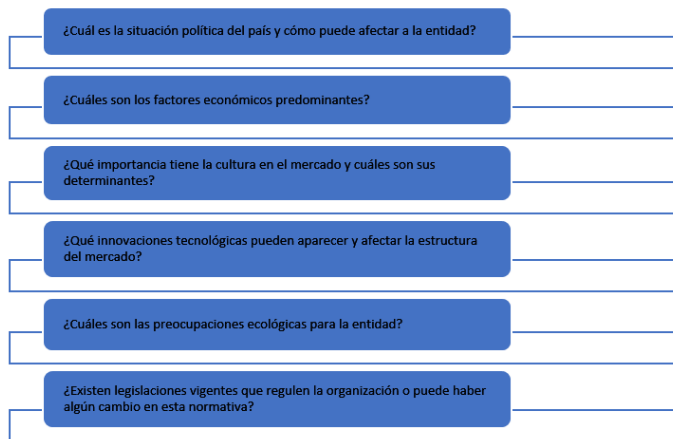 ¿Cuál es la situación política del país y cómo puede afectar a la entidad?
¿Cuáles son los factores económicos predominantes?
¿Qué importancia tiene la cultura en el mercado y cuáles son sus
determinantes?
¿Qué innovaciones tecnológicas pueden aparecer y afectar la estructura
del mercado?
¿Cuáles son las preocupaciones ecológicas para la entidad?
¿Existen legislaciones vigentes que regulen la organización o puede haber
algún cambio en esta normativa?